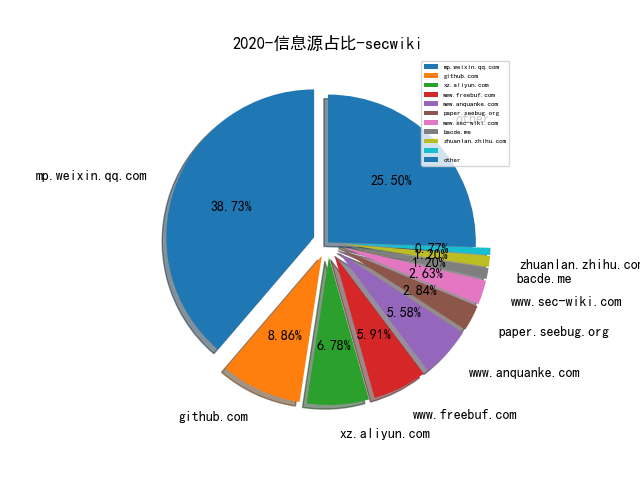 2020-信息源占比-secwiki
mp.weixin.qq.com
github.com
xz.aliyun.com
www.freebuf.com
www.anquanke.com
paper.seebug.org
www.sec-wiki.com
bacde.me
zhuanlan.zhihu.com
other
other
mp.weixin.qq.com
38.73%
25.50%
0.77%
1.20%
1.20%
2.63%
2.84%
5.58%
5.91%
6.78%
8.86%
zhuanlan.zhihu.com
bacde.me
www.sec-wiki.com
paper.seebug.org
www.anquanke.com
www.freebuf.com
github.com
xz.aliyun.com